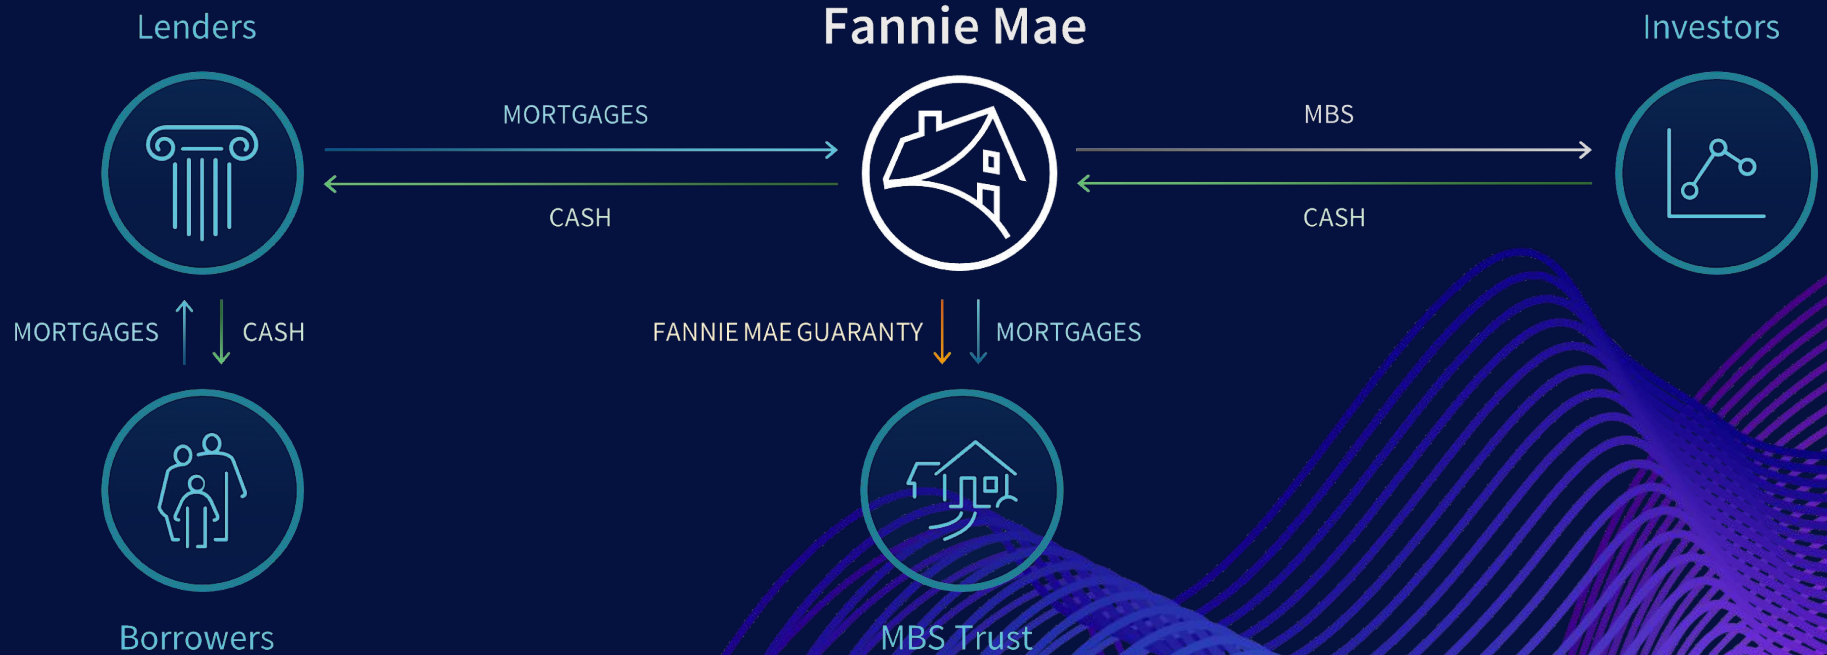 Lenders
Fannie Mae
Investors
MORTGAGES
MBS
CASH
CASH
MORTGAGES
CASH
FANNIE MAE GUARANTY
MORTGAGES
Borrowers
MBS Trust